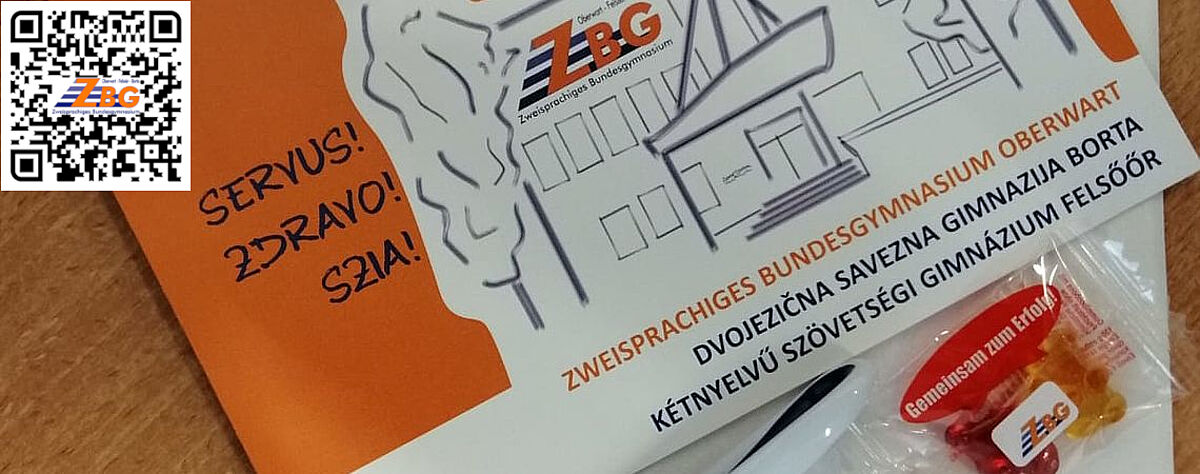 ZBG
Zweisprachiges Bundesgymnasium
Oberwart - Felső
ZBG
Zweisprachiges Bundesgymnasium
SERVUS!
ZDRAVO!
SZIA!
ZWEISPRACHIGES BUNDESGYMNASIUM OBERWART
DVOJEZIČNA SAVEZNA GIMNAZIJA BORTA
KÉTNYELVŰ SZÖVETSÉGI GIMNÁZIUM FELSŐŐR
Gemeinsam zum Erfolg!
ZBG